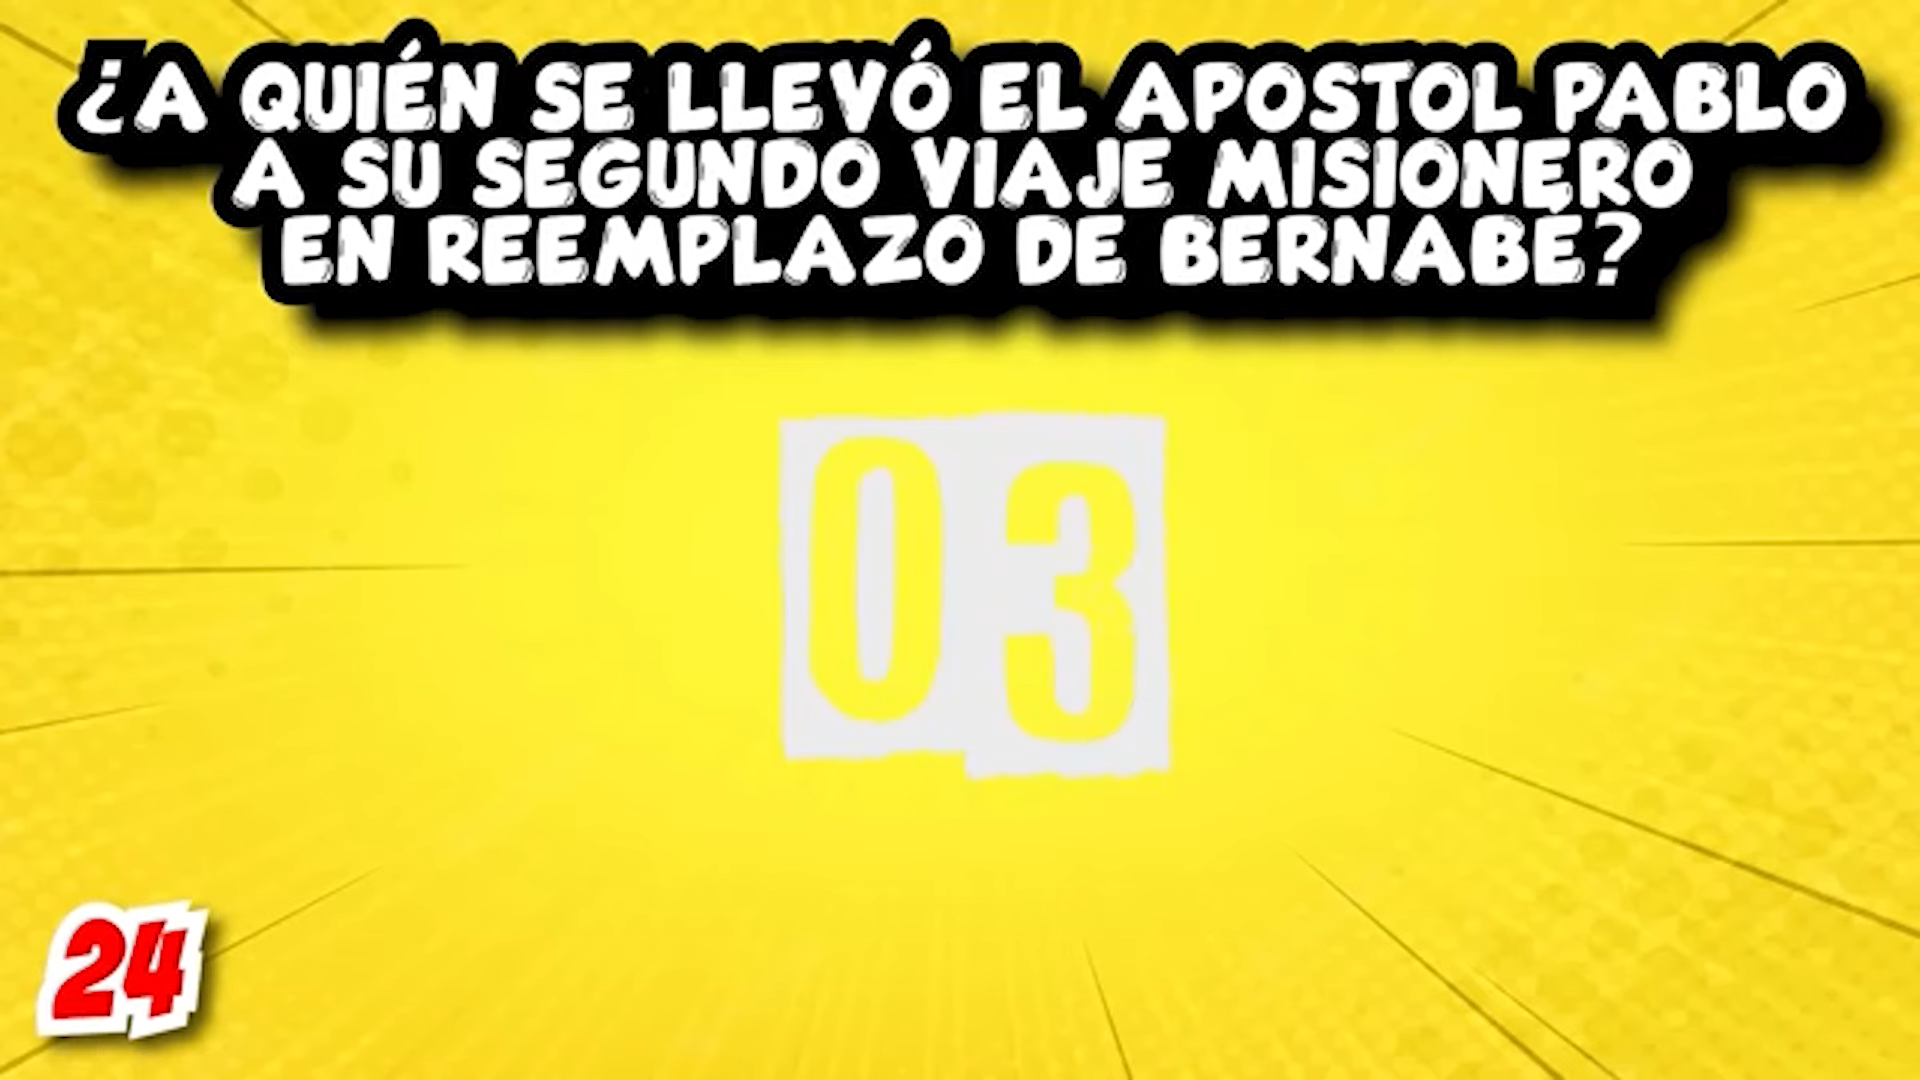 ¿A QUIÉN SE LLEVÓ EL APOSTOL PABLO
A SU SEGUNDO VIAJE MISIONERO
EN REEMPLAZO DE BERNABÉ?
03
24